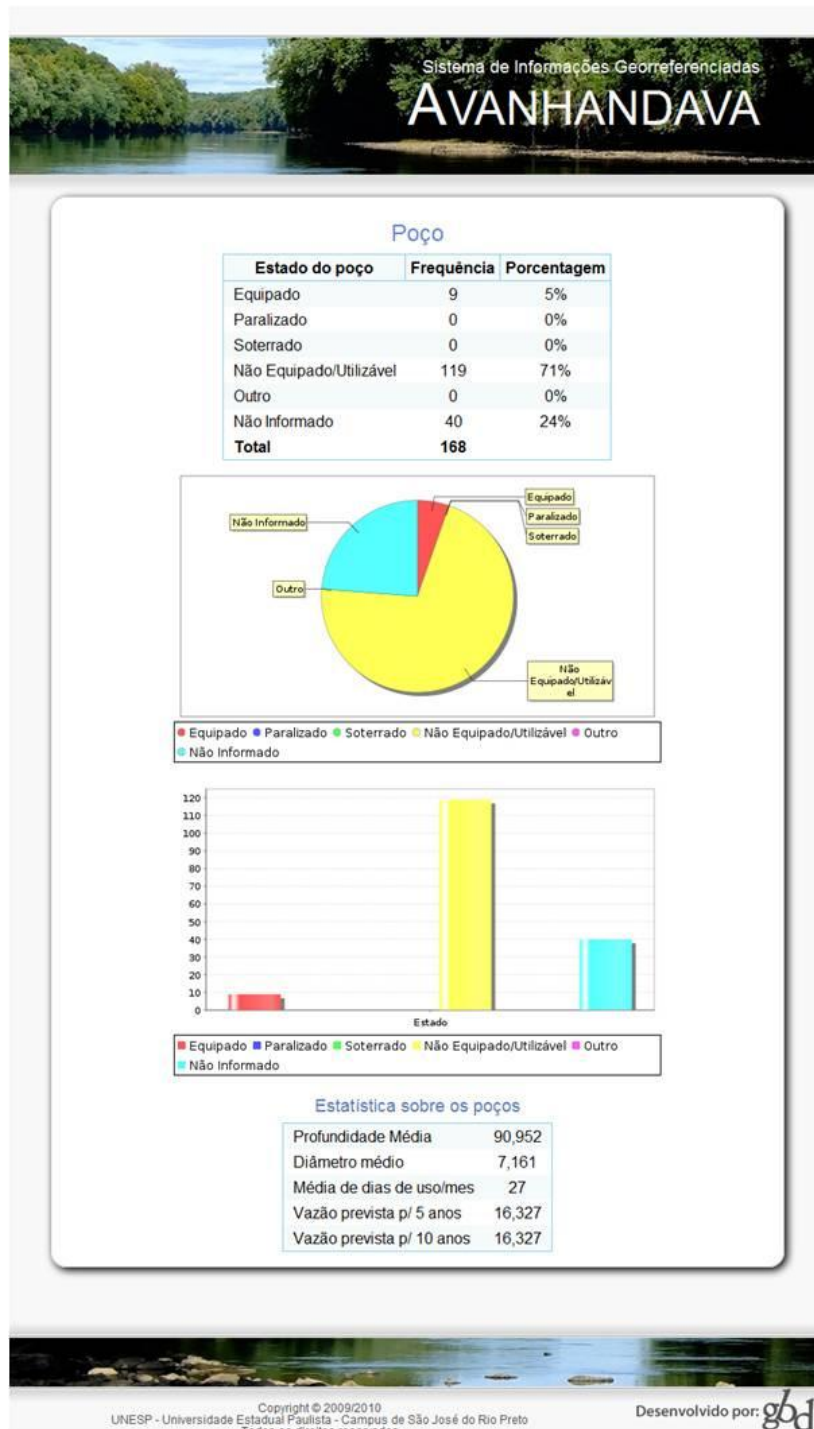 Sistema de Informações Georreferenciadas
AVANHANDAVA
Poço
Estado do poço Frequência Porcentagem
Equipado 9 5%
Paralizado 0 0%
Soterrado 0 0%
Não Equipado/Utilizável 119 71%
Outro 0 0%
Não Informado 40 24%
Total 168
Equipado
Não Informado
Paralizado
Soterrado
Outro
Não
Equipado/Utilizáv
el
Equipado Paralizado Soterrado Não Equipado/Utilizável Outro
Não Informado
120
110
100
90
80
70
60
50
40
30
20
10
0
Estado
Equipado Paralizado Soterrado Não Equipado/Utilizável Outro
Não Informado
Estatística sobre os poços
Profundidade Média 90,952
Diâmetro médio 7,161
Média de dias de uso/mes 27
Vazão prevista p/ 5 anos 16,327
Vazão prevista p/ 10 anos 16,327
Copyright © 2009/2010
UNESP - Universidade Estadual Paulista - Campus de São José do Rio Preto
Desenvolvido por: gbd